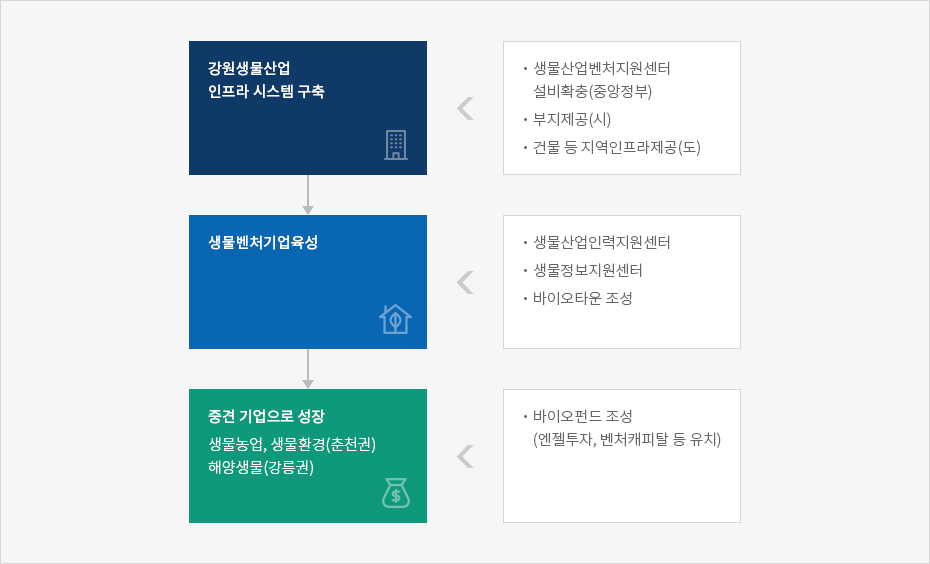 강원생물산업
인프라 시스템 구축
• 생물산업벤처지원센터
설비확충(중앙정부)
• 부지제공(시)
• 건물 등 지역인프라제공(도)
생물벤처기업육성
• 생물산업인력지원센터
• 생물정보지원센터
• 바이오타운 조성
중견 기업으로 성장
생물농업, 생물환경(춘천권)
해양생물(강릉권)
• 바이오펀드 조성
(엔젤투자, 벤처캐피탈 등 유치)